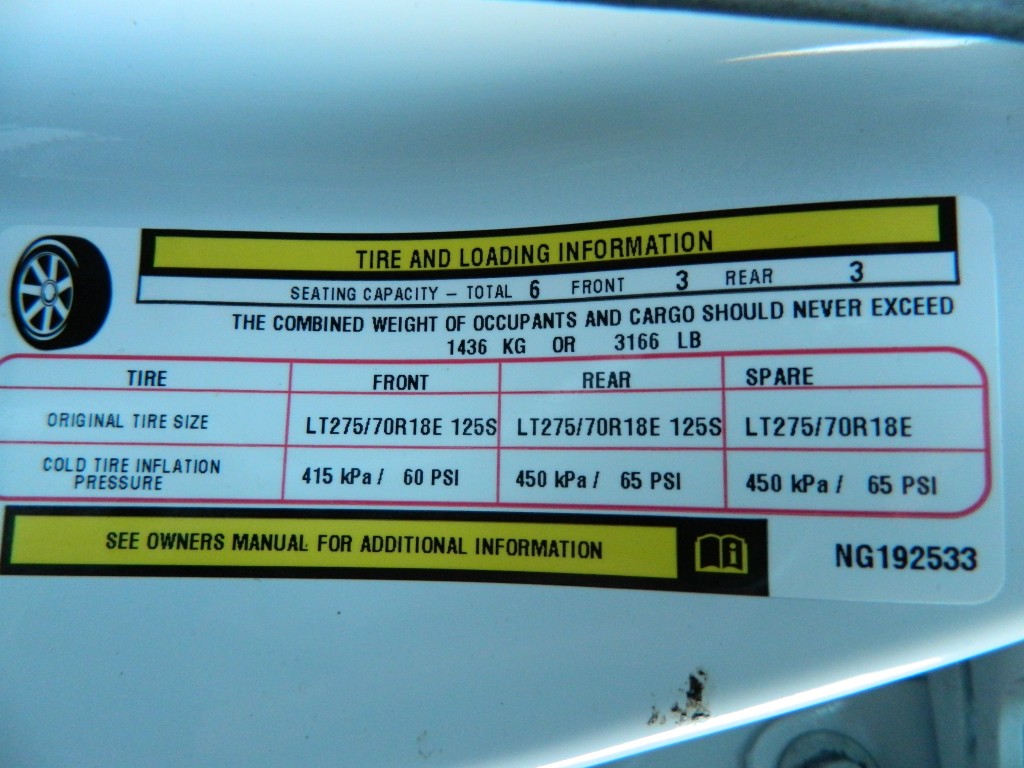 TIRE AND LOADING INFORMATION
SEATING CAPACITY – TOTAL 6 FRONT 3 REAR 3
THE COMBINED WEIGHT OF OCCUPANTS AND CARGO SHOULD NEVER EXCEED
1436 KG OR 3166 LB
TIRE FRONT REAR SPARE
ORIGINAL TIRE SIZE LT275/70R18E 125S LT275/70R18E 125S LT275/70R18E
COLD TIRE INFLATION
PRESSURE 415 kPa / 60 PSI 450 kPa / 65 PSI 450 kPa / 65 PSI
SEE OWNERS MANUAL FOR ADDITIONAL INFORMATION
NG192533